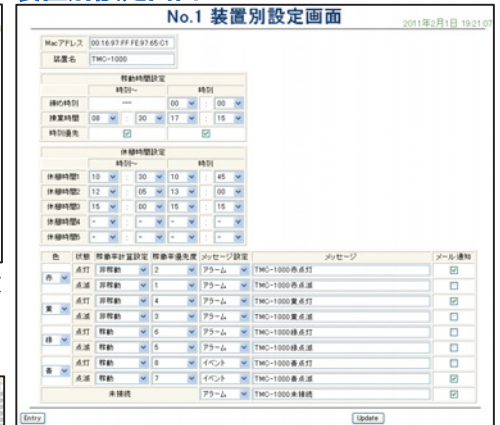 No.1 装置別設定画面
2011年2月1日 19:21:07
Macアドレス 00:16:97:FF:FE:97:65:C1
装置名 TMC-1000
稼動時間設定
時刻～ 時刻
締め時刻 — 00 : 00
操業時間 08 : 30 17 : 15
時刻優先
休憩時間設定
時刻～ 時刻
休憩時間1 10 : 30 10 : 45
休憩時間2 12 : 05 13 : 00
休憩時間3 15 : 00 15 : 15
休憩時間4 - : - - : -
休憩時間5 - : - - : -
色 状態 稼働率計算設定 稼働率優先度 メッセージ設定 メッセージ メール通知
赤 点灯 非稼動 2 アラーム TMC-1000赤点灯
点滅 非稼動 1 アラーム TMC-1000赤点滅
黄 点灯 非稼動 4 アラーム TMC-1000黄点灯
点滅 非稼動 3 アラーム TMC-1000黄点滅
緑 点灯 稼動 6 アラーム TMC-1000緑点灯
点滅 稼動 5 アラーム TMC-1000緑点滅
青 点灯 稼動 8 イベント TMC-1000青点灯
点滅 稼動 7 イベント TMC-1000青点滅
未接続 アラーム TMC-1000未接続
Entry Update